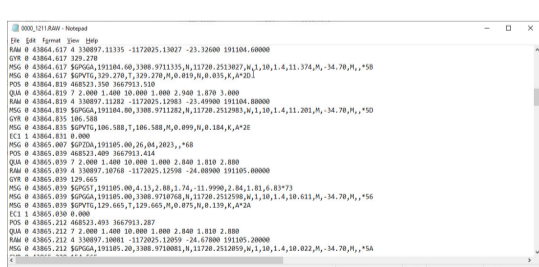 0000_1211.RAW - Notepad
File Edit Format View Help
RAW 0 43864.617 4 330897.11335 -1172025.13027 -23.32600 191104.60000
GYR 0 43864.617 329.270
MSG 0 43864.617 $GPGGA,191104.60,3308.9711335,N,11720.2513027,W,1,10,1.4,11.374,M,-34.70,M,,*5B
MSG 0 43864.617 $GPVTG,329.270,T,329.270,M,0.019,N,0.035,K,A*2D
POS 0 43864.819 468523.350 3667913.510
QUA 0 43864.819 7 2.000 1.400 10.000 1.000 2.940 1.870 3.000
RAW 0 43864.819 4 330897.11282 -1172025.12983 -23.49900 191104.80000
MSG 0 43864.819 $GPGGA,191104.80,3308.9711282,N,11720.2512983,W,1,10,1.4,11.201,M,-34.70,M,,*5D
GYR 0 43864.835 106.588
MSG 0 43864.835 $GPVTG,106.588,T,106.588,M,0.099,N,0.184,K,A*2E
EC1 1 43864.831 0.000
MSG 0 43865.007 $GPZDA,191105.00,26,04,2023,,*68
POS 0 43865.039 468523.409 3667913.414
QUA 0 43865.039 7 2.000 1.400 10.000 1.000 2.840 1.810 2.880
RAW 0 43865.039 4 330897.10768 -1172025.12598 -24.08900 191105.00000
GYR 0 43865.039 129.665
MSG 0 43865.039 $GPGST,191105.00,4.13,2.88,1.74,-11.9990,2.84,1.81,6.83*73
MSG 0 43865.039 $GPGGA,191105.00,3308.9710768,N,11720.2512598,W,1,10,1.4,10.611,M,-34.70,M,,*56
MSG 0 43865.039 $GPVTG,129.665,T,129.665,M,0.075,N,0.139,K,A*2A
EC1 1 43865.030 0.000
POS 0 43865.212 468523.493 3667913.287
QUA 0 43865.212 7 2.000 1.400 10.000 1.000 2.840 1.810 2.880
RAW 0 43865.212 4 330897.10081 -1172025.12059 -24.67800 191105.20000
MSG 0 43865.212 $GPGGA,191105.20,3308.9710081,N,11720.2512059,W,1,10,1.4,10.022,M,-34.70,M,,*5A